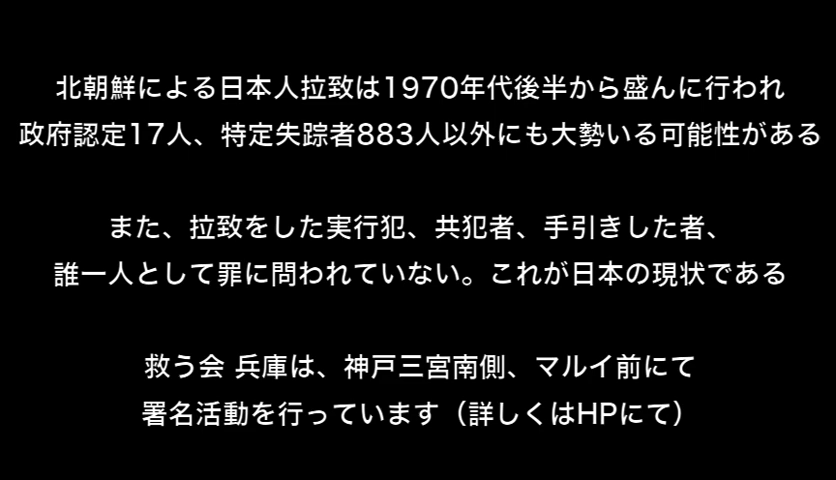 北朝鮮による日本人拉致は1970年代後半から盛んに行われ
政府認定17人、特定失踪者883人以外にも大勢いる可能性がある
また、拉致をした実行犯、共犯者、手引きした者、
誰一人として罪に問われていない。これが日本の現状である
救う会 兵庫は、神戸三宮南側、マルイ前にて
署名活動を行っています（詳しくはHPにて）